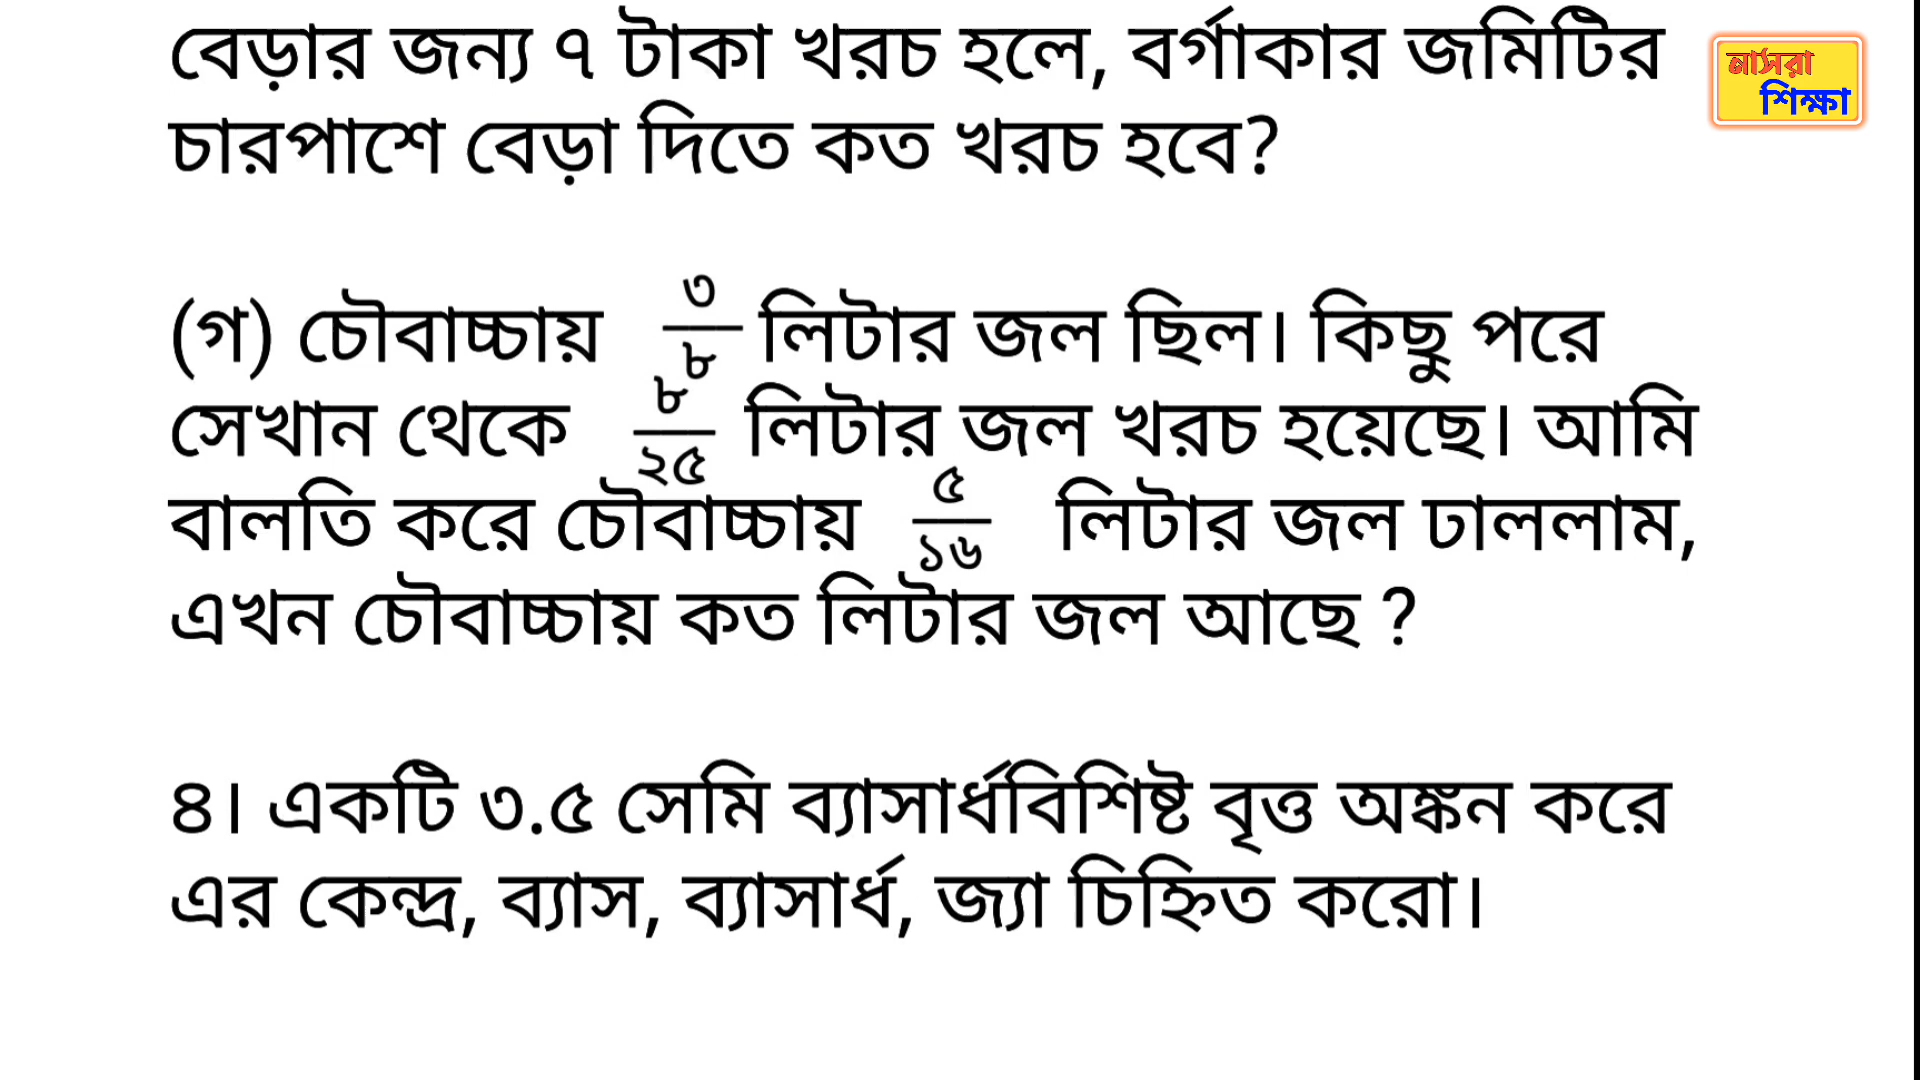 বেড়ার জন্য ৭ টাকা খরচ হলে, বর্গাকার জমিটির
চারপাশে বেড়া দিতে কত খরচ হবে?
নার্সরা
শিক্ষা
(গ) চৌবাচ্চায় ৩/৮ লিটার জল ছিল। কিছু পরে
সেখান থেকে ৮/২৫ লিটার জল খরচ হয়েছে। আমি
বালতি করে চৌবাচ্চায় ৫/১৬ লিটার জল ঢাললাম,
এখন চৌবাচ্চায় কত লিটার জল আছে ?
৪। একটি ৩.৫ সেমি ব্যাসার্ধবিশিষ্ট বৃত্ত অঙ্কন করে
এর কেন্দ্র, ব্যাস, ব্যাসার্ধ, জ্যা চিহ্নিত করো।